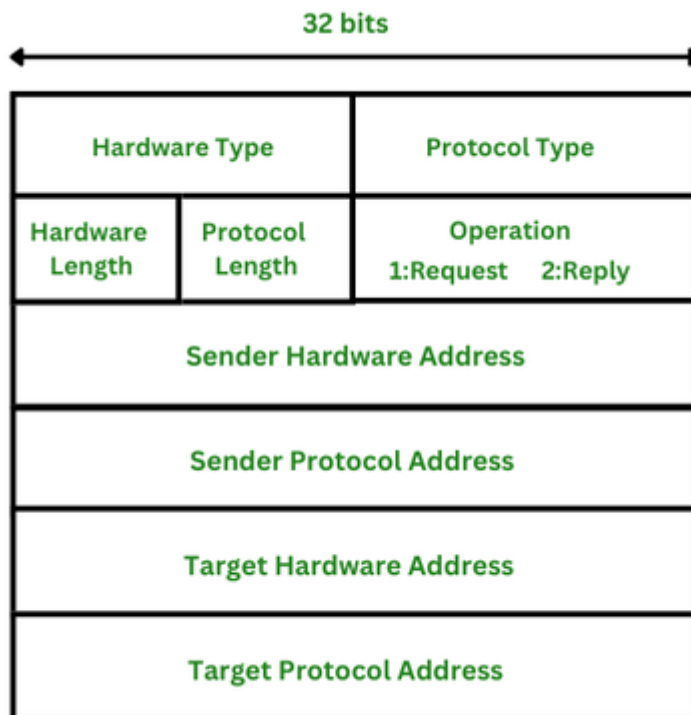 32 bits
Hardware Type
Protocol Type
Hardware
Length
Protocol
Length
Operation
1:Request 2:Reply
Sender Hardware Address
Sender Protocol Address
Target Hardware Address
Target Protocol Address